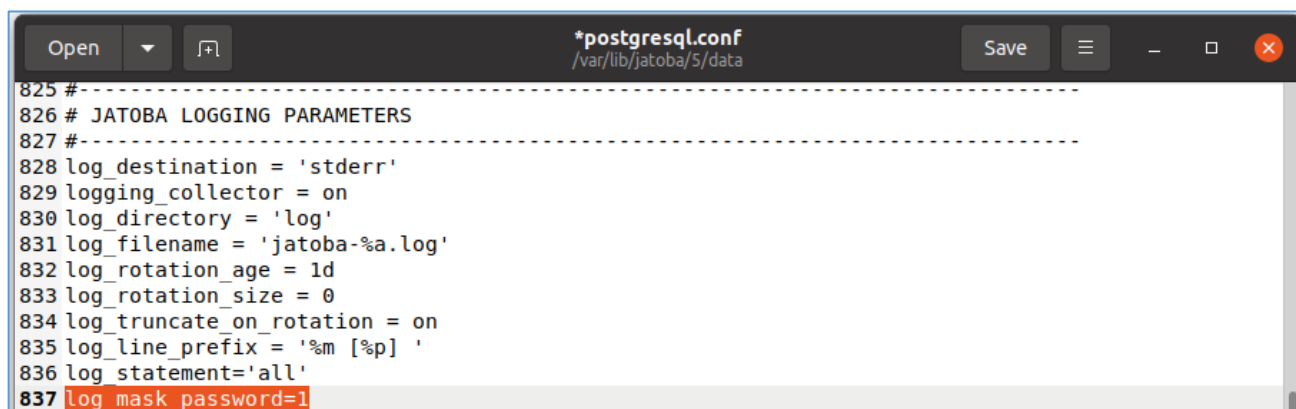 Open
*postgresql.conf
/var/lib/jatoba/5/data
Save
825 #-----------------------------------------------------------------------------
826 # JATOBA LOGGING PARAMETERS
827 #-----------------------------------------------------------------------------
828 log_destination = 'stderr'
829 logging_collector = on
830 log_directory = 'log'
831 log_filename = 'jatoba-%a.log'
832 log_rotation_age = 1d
833 log_rotation_size = 0
834 log_truncate_on_rotation = on
835 log_line_prefix = '%m [%p] '
836 log_statement='all'
837 log_mask_password=1